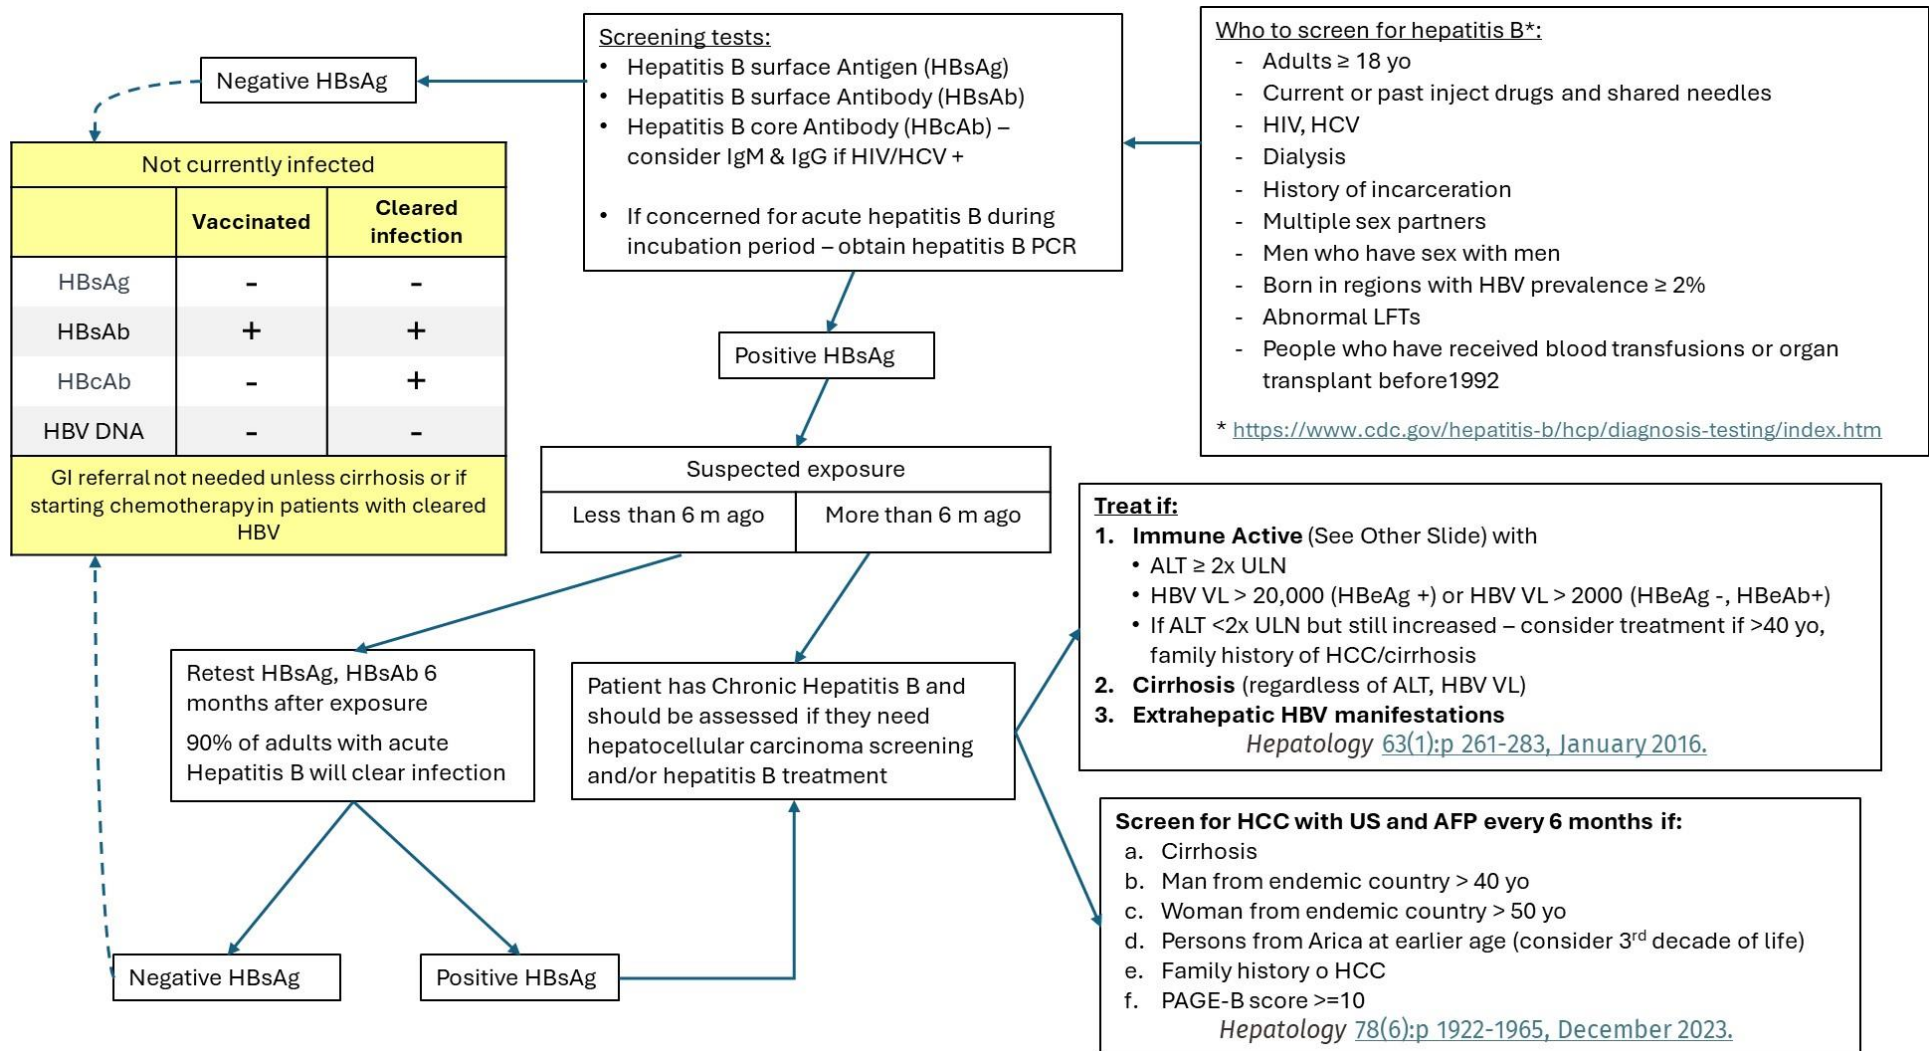 Screening tests:
• Hepatitis B surface Antigen (HBsAg)
• Hepatitis B surface Antibody (HBsAb)
• Hepatitis B core Antibody (HBcAb) –
consider IgM & IgG if HIV/HCV +
• If concerned for acute hepatitis B during
incubation period – obtain hepatitis B PCR
Who to screen for hepatitis B*:
- Adults ≥ 18 yo
- Current or past inject drugs and shared needles
- HIV, HCV
- Dialysis
- History of incarceration
- Multiple sex partners
- Men who have sex with men
- Born in regions with HBV prevalence ≥ 2%
- Abnormal LFTs
- People who have received blood transfusions or organ
transplant before1992
* https://www.cdc.gov/hepatitis-b/hcp/diagnosis-testing/index.htm
Negative HBsAg
Not currently infected
Vaccinated
Cleared
infection
HBsAg - -
HBsAb + +
HBcAb - +
HBV DNA - -
GI referral not needed unless cirrhosis or if
starting chemotherapy in patients with cleared
HBV
Positive HBsAg
Suspected exposure
Less than 6 m ago
More than 6 m ago
Retest HBsAg, HBsAb 6
months after exposure
90% of adults with acute
Hepatitis B will clear infection
Patient has Chronic Hepatitis B and
should be assessed if they need
hepatocellular carcinoma screening
and/or hepatitis B treatment
Negative HBsAg
Positive HBsAg
Treat if:
1. Immune Active (See Other Slide) with
• ALT ≥ 2x ULN
• HBV VL > 20,000 (HBeAg +) or HBV VL > 2000 (HBeAg -, HBeAb+)
• If ALT <2x ULN but still increased – consider treatment if >40 yo,
family history of HCC/cirrhosis
2. Cirrhosis (regardless of ALT, HBV VL)
3. Extrahepatic HBV manifestations
Hepatology 63(1):p 261-283, January 2016.
Screen for HCC with US and AFP every 6 months if:
a. Cirrhosis
b. Man from endemic country > 40 yo
c. Woman from endemic country > 50 yo
d. Persons from Arica at earlier age (consider 3rd decade of life)
e. Family history o HCC
f. PAGE-B score >=10
Hepatology 78(6):p 1922-1965, December 2023.